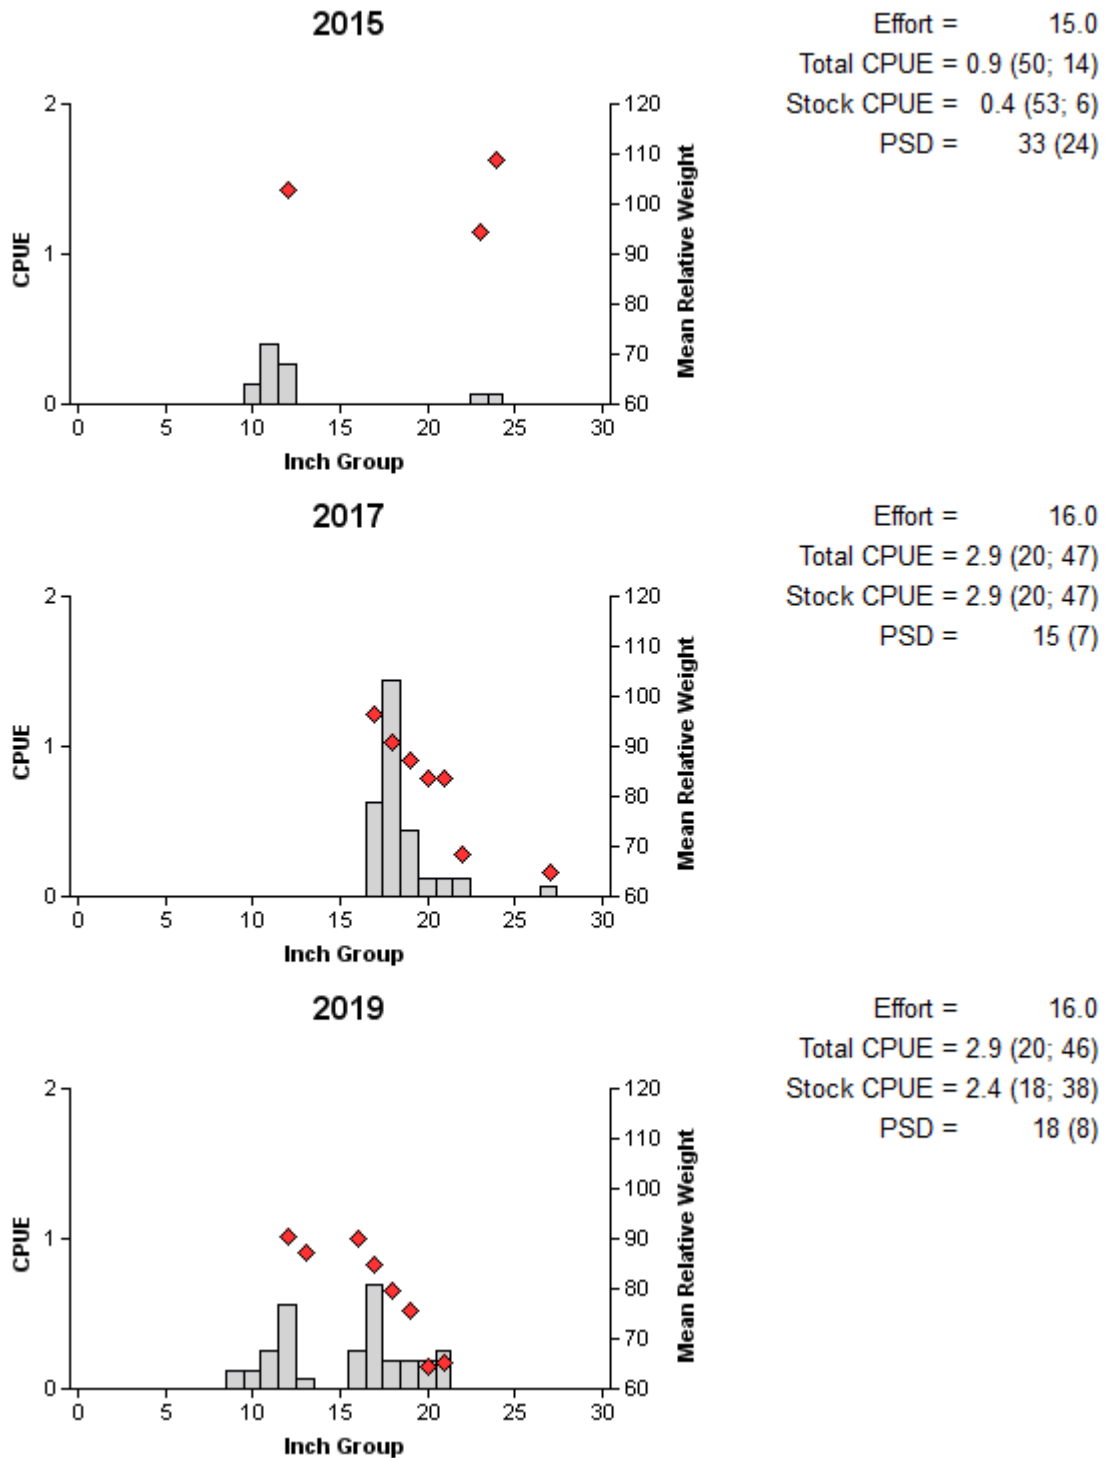 2015
Effort = 15.0
Total CPUE = 0.9 (50; 14)
Stock CPUE = 0.4 (53; 6)
PSD = 33 (24)
2
1
0
CPUE
120
110
100
90
80
70
60
Mean Relative Weight
0 5 10 15 20 25 30
Inch Group
2017
Effort = 16.0
Total CPUE = 2.9 (20; 47)
Stock CPUE = 2.9 (20; 47)
PSD = 15 (7)
2
1
0
CPUE
120
110
100
90
80
70
60
Mean Relative Weight
0 5 10 15 20 25 30
Inch Group
2019
Effort = 16.0
Total CPUE = 2.9 (20; 46)
Stock CPUE = 2.4 (18; 38)
PSD = 18 (8)
2
1
0
CPUE
120
110
100
90
80
70
60
Mean Relative Weight
0 5 10 15 20 25 30
Inch Group